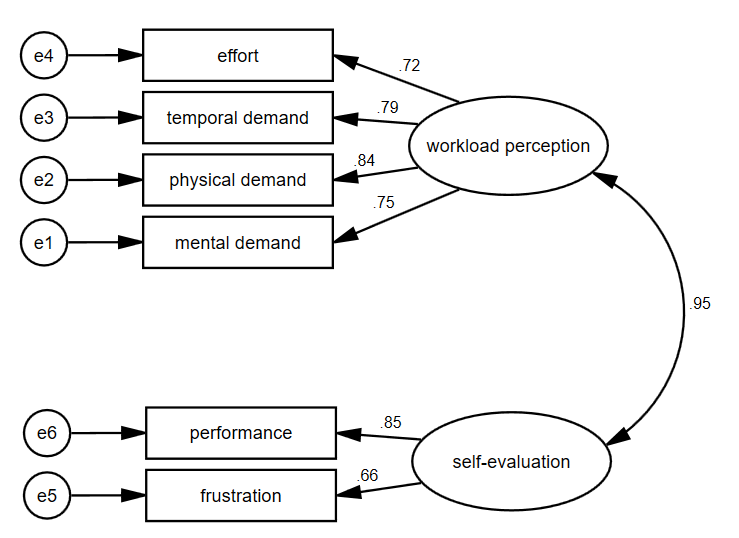 e4
effort
.72
e3
temporal demand
.79
workload perception
e2
physical demand
.84
e1
mental demand
.75
.95
e6
performance
.85
self-evaluation
e5
frustration
.66